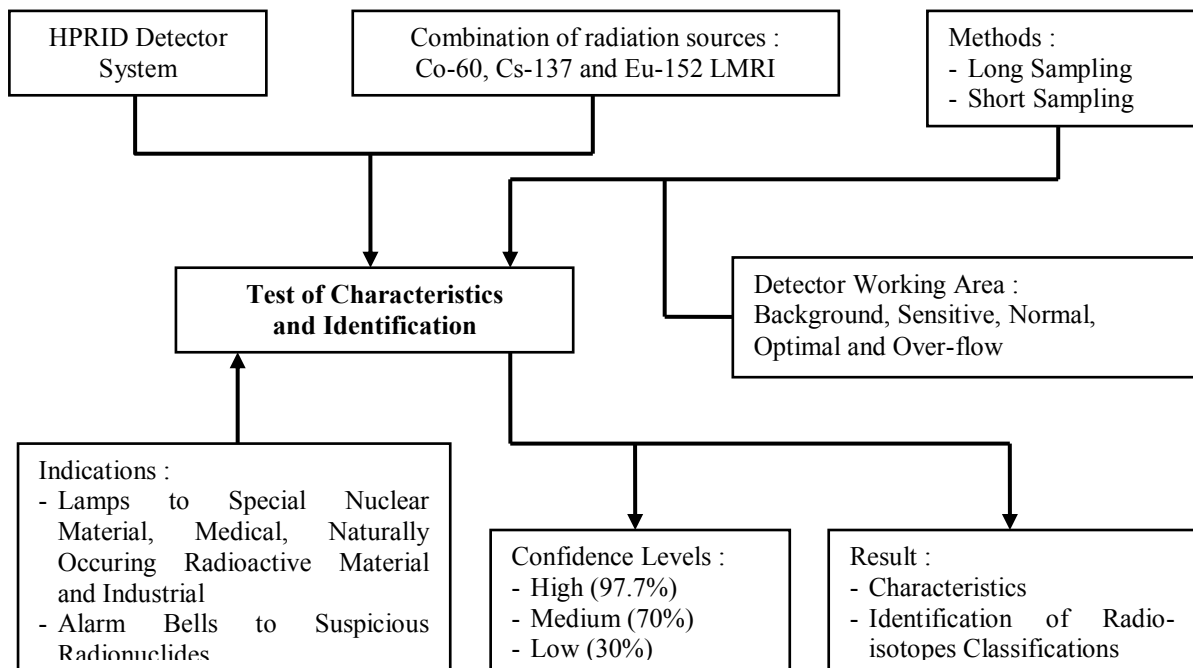 HPRID Detector
System
Combination of radiation sources :
Co-60, Cs-137 and Eu-152 LMRI
Methods :
- Long Sampling
- Short Sampling
Test of Characteristics
and Identification
Detector Working Area :
Background, Sensitive, Normal,
Optimal and Over-flow
Indications :
- Lamps to Special Nuclear
Material, Medical, Naturally
Occuring Radioactive Material
and Industrial
- Alarm Bells to Suspicious
Radionuclides
Confidence Levels :
- High (97.7%)
- Medium (70%)
- Low (30%)
Result :
- Characteristics
- Identification of Radio-
isotopes Classifications